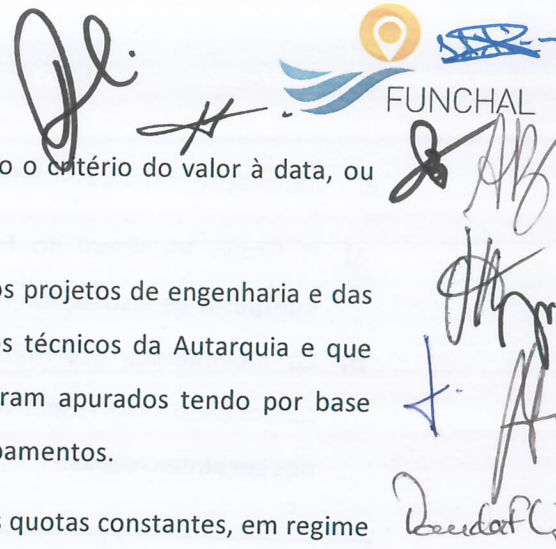 FUNCHAL
o o critério do valor à data, ou
os projetos de engenharia e das
os técnicos da Autarquia e que
ram apurados tendo por base
pamentos.
s quotas constantes, em regime